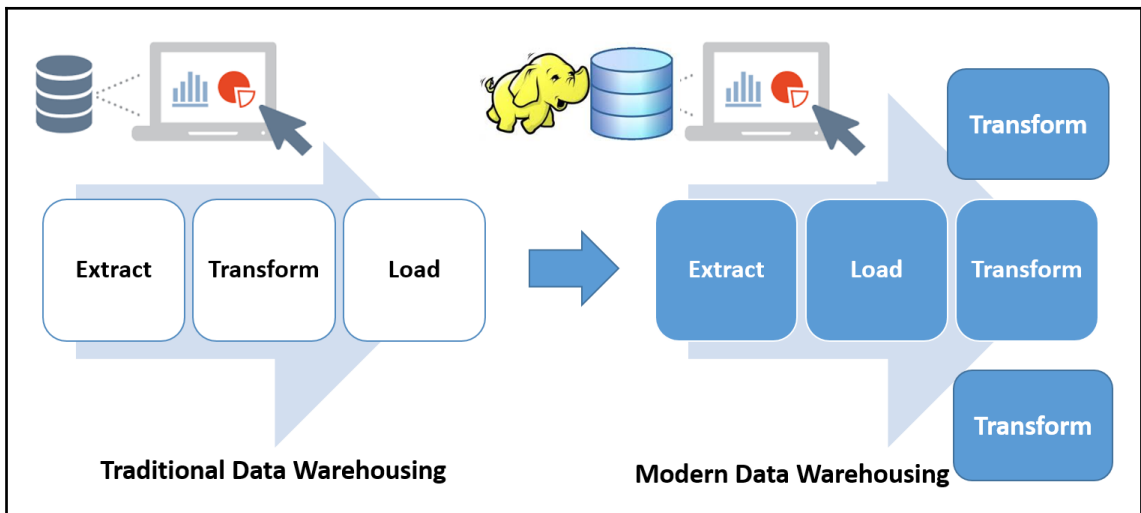 Extract
Transform
Load
Traditional Data Warehousing
Transform
Extract
Load
Transform
Transform
Modern Data Warehousing